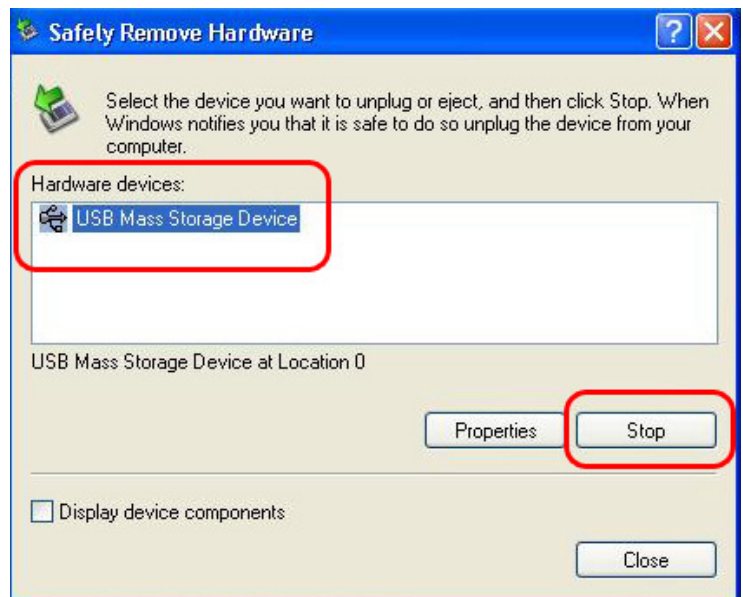 Safely Remove Hardware
Select the device you want to unplug or eject, and then click Stop. When
Windows notifies you that it is safe to do so unplug the device from your
computer.
Hardware devices:
USB Mass Storage Device
USB Mass Storage Device at Location 0
Properties
Stop
Display device components
Close